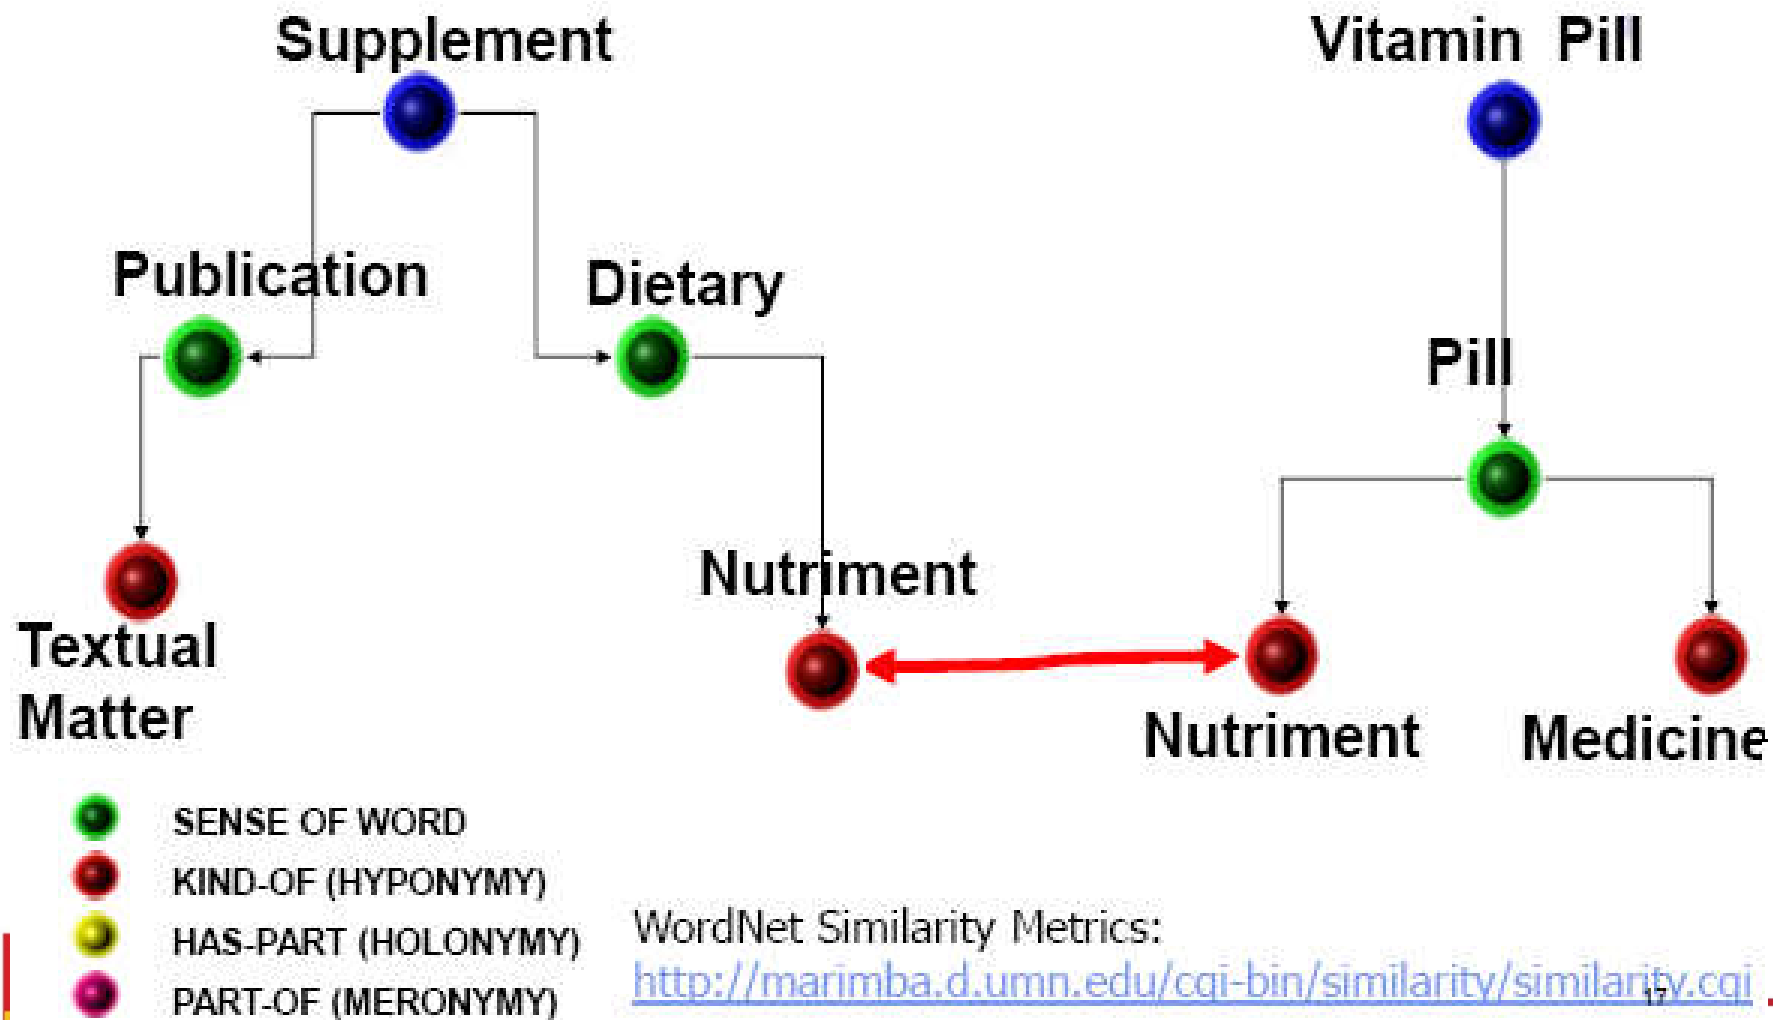 Supplement
Vitamin Pill
Publication
Dietary
Pill
Nutriment
Textual
Matter
Nutriment
Medicine
SENSE OF WORD
KIND-OF (HYPONYMY)
HAS-PART (HOLONYMY)
PART-OF (MERONYMY)
WordNet Similarity Metrics:
http://marimba.d.umn.edu/cgi-bin/similarity/similarity.cgi
17